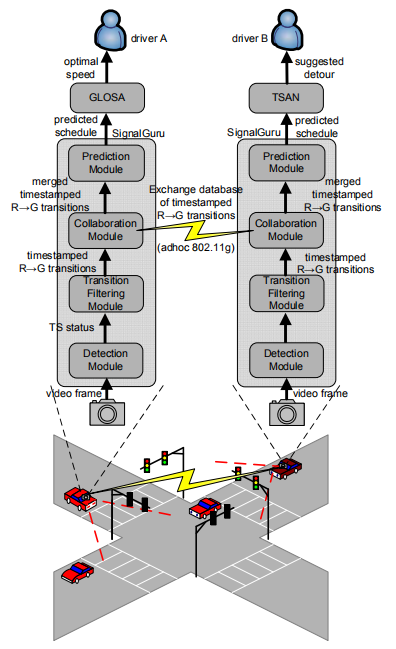 driver A
driver B
optimal
speed
suggested
detour
GLOSA
TSAN
predicted
schedule
SignalGuru
predicted
schedule
SignalGuru
Prediction
Module
Prediction
Module
merged
timestamped
R→G transitions
Exchange database
of timestamped
R→G transitions
merged
timestamped
R→G transitions
Collaboration
Module
(adhoc 802.11g)
Collaboration
Module
timestamped
R→G transitions
timestamped
R→G transitions
Transition
Filtering
Module
Transition
Filtering
Module
TS status
Detection
Module
Detection
Module
video frame
video frame